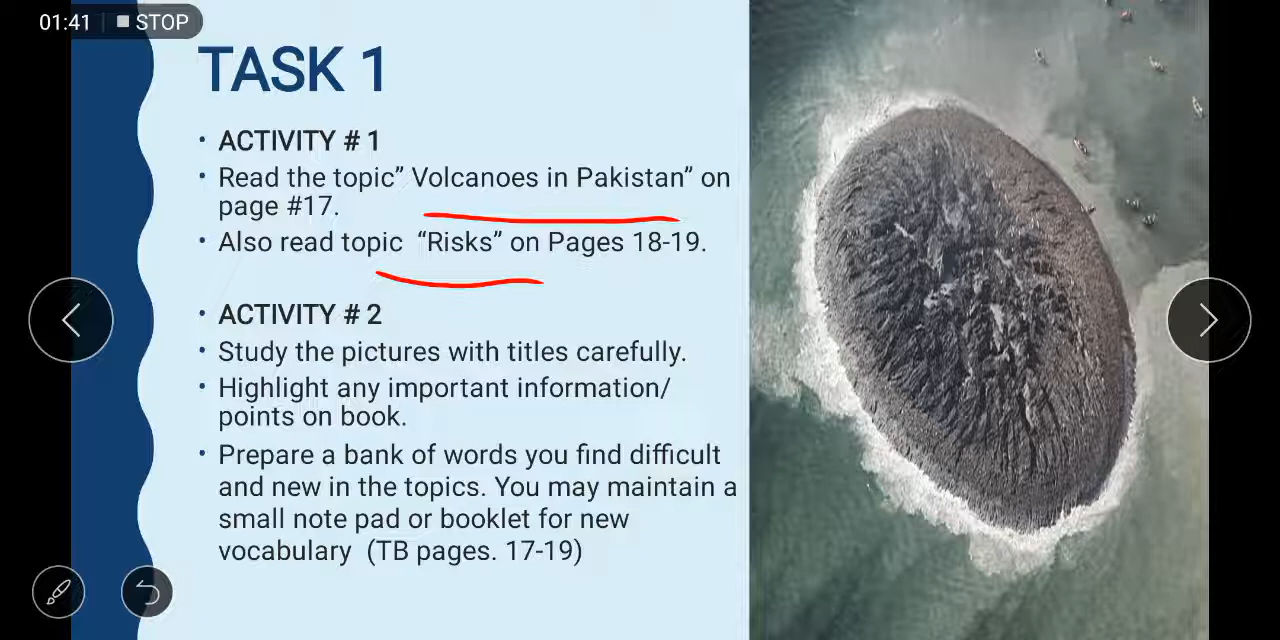 01:41 STOP
TASK 1
• ACTIVITY # 1
• Read the topic” Volcanoes in Pakistan” on
page #17.
• Also read topic “Risks” on Pages 18-19.
• ACTIVITY # 2
• Study the pictures with titles carefully.
• Highlight any important information/
points on book.
• Prepare a bank of words you find difficult
and new in the topics. You may maintain a
small note pad or booklet for new
vocabulary (TB pages. 17-19)